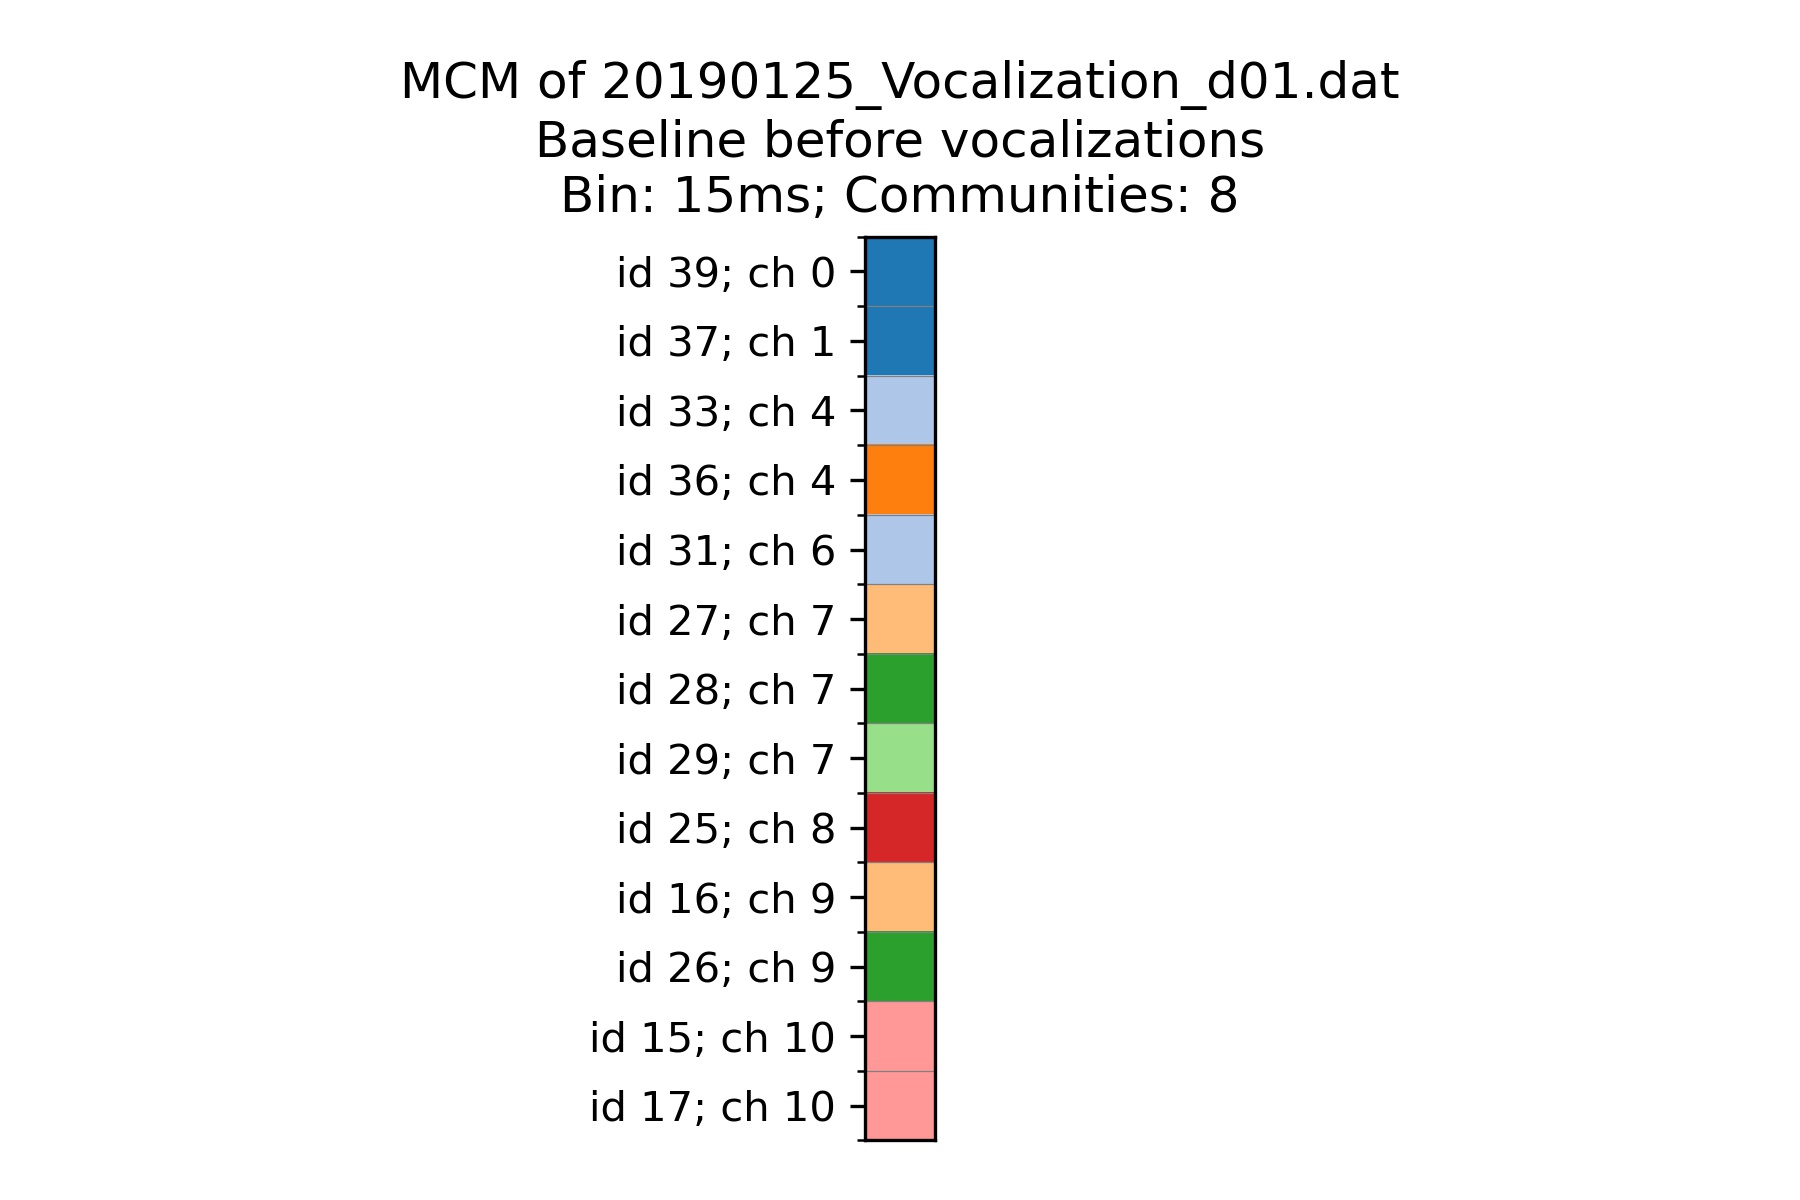 MCM of 20190125_Vocalization_d01.dat
Baseline before vocalizations
Bin: 15ms; Communities: 8
id 39; ch 0
id 37; ch 1
id 33; ch 4
id 36; ch 4
id 31; ch 6
id 27; ch 7
id 28; ch 7
id 29; ch 7
id 25; ch 8
id 16; ch 9
id 26; ch 9
id 15; ch 10
id 17; ch 10